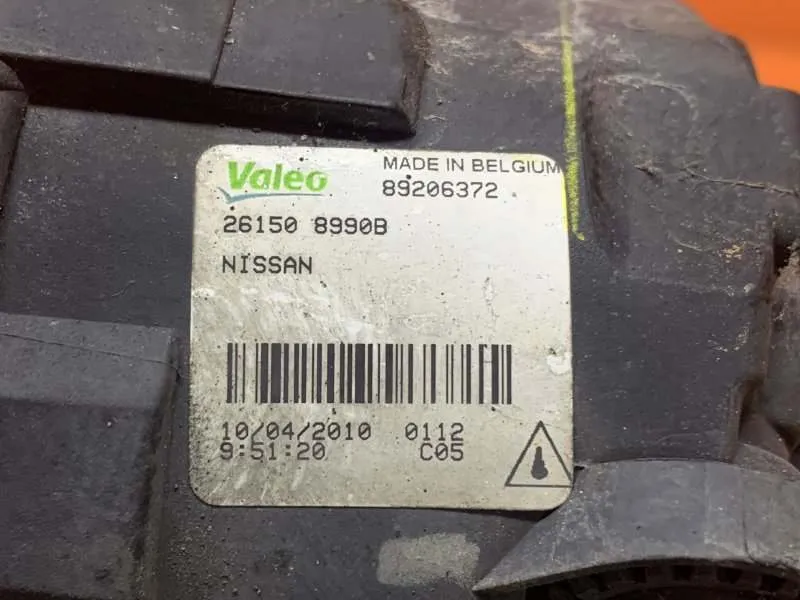 Valeo
MADE IN BELGIUM
89206372
26150 8990B
NISSAN
10/04/2010 0112
9:51:20 C05